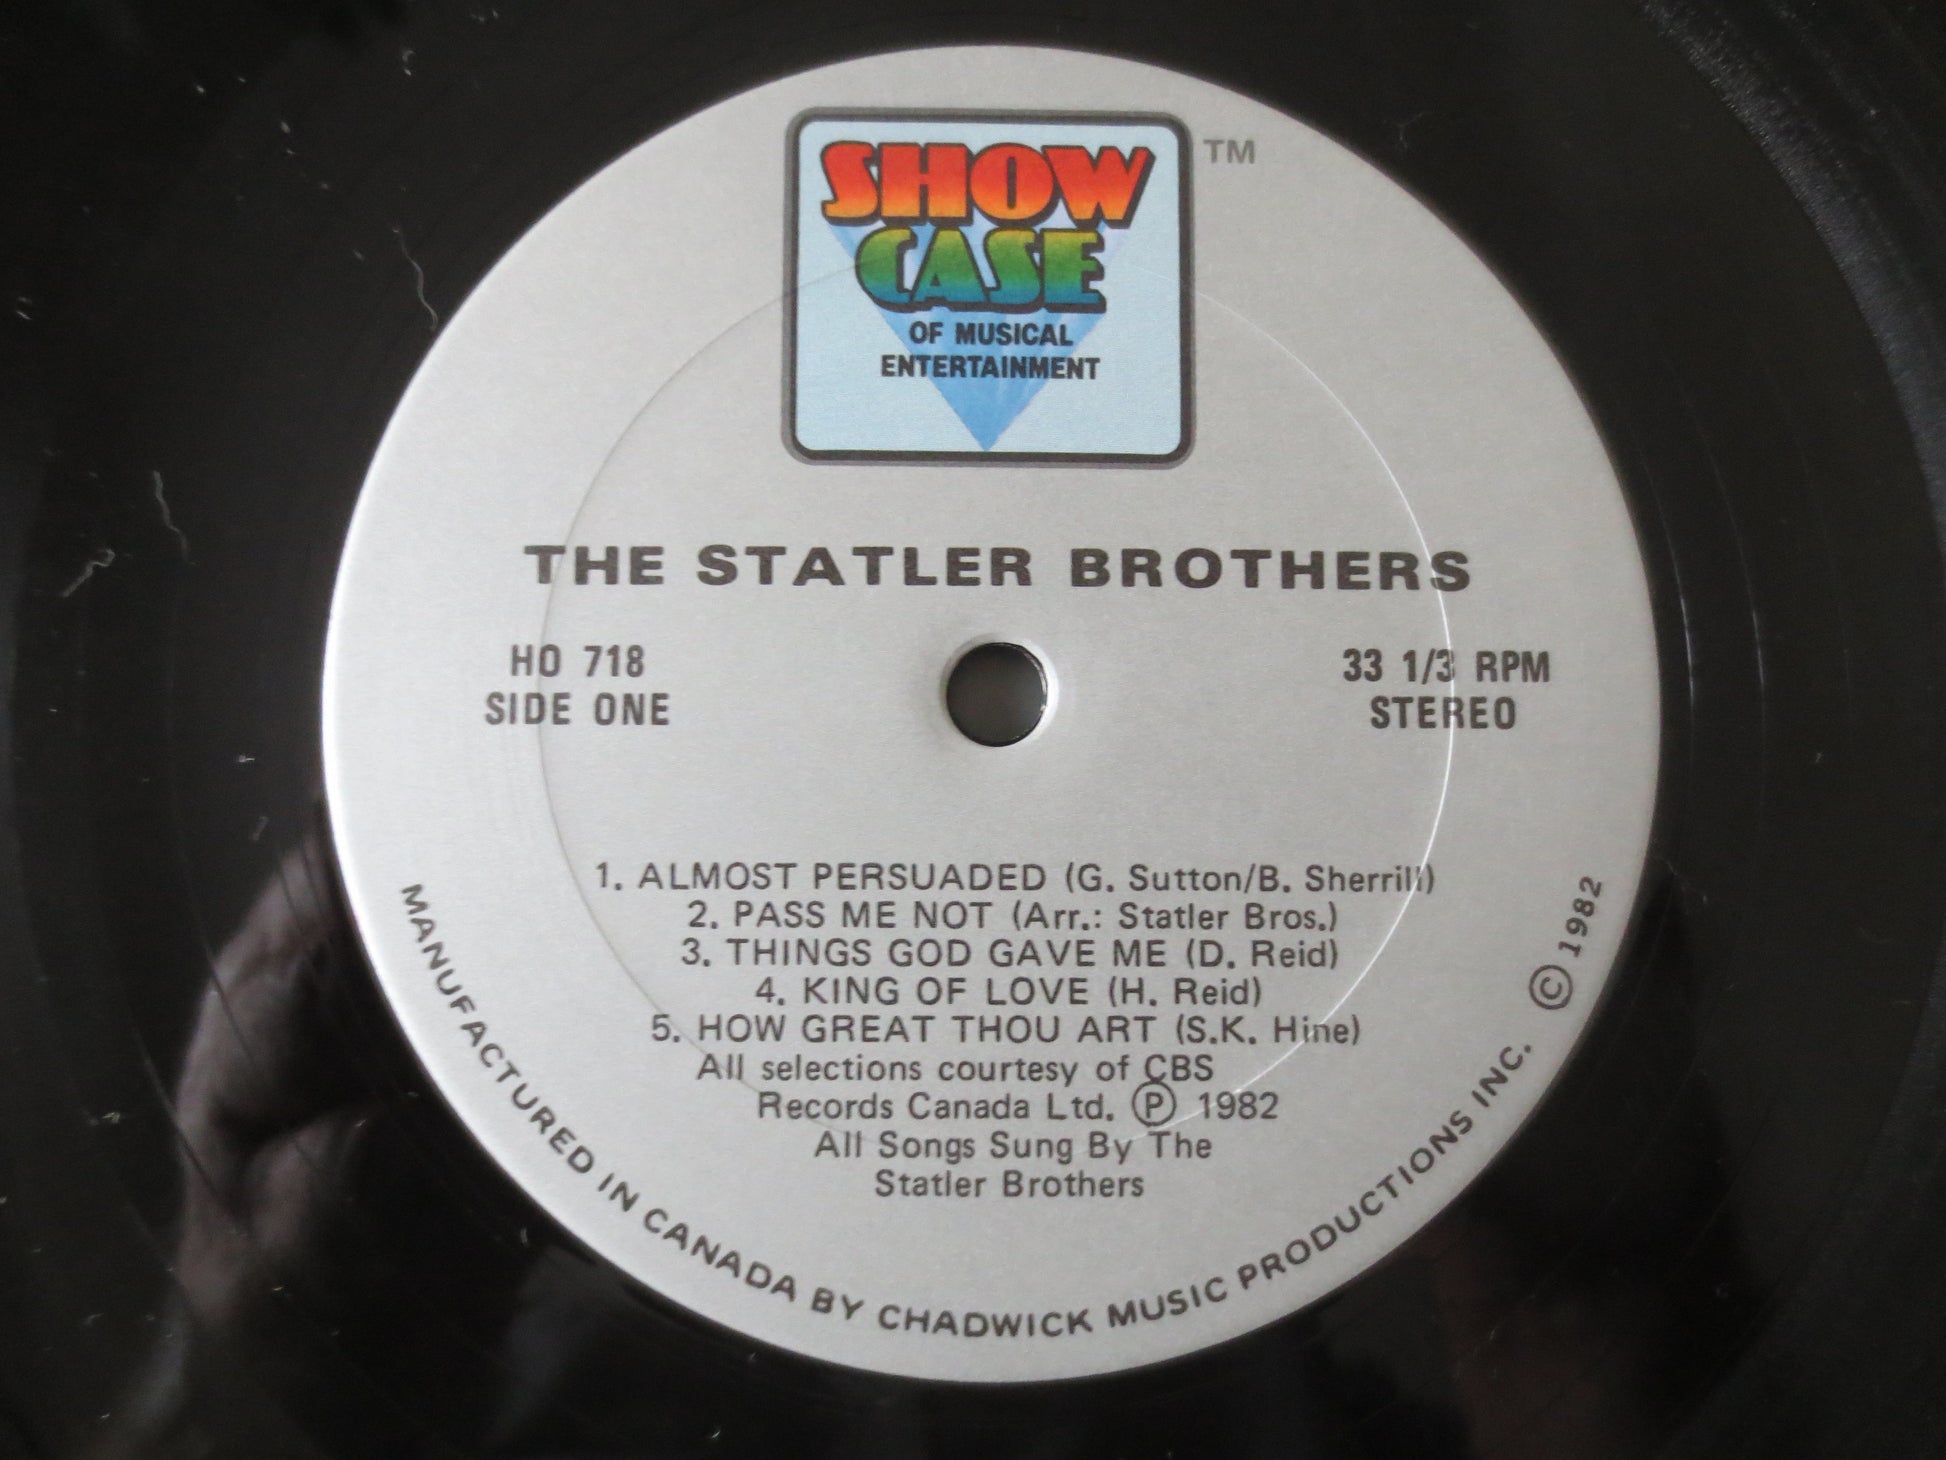 SHOW
CASE
OF MUSICAL
ENTERTAINMENT
TM
THE STATLER BROTHERS
HO 718
SIDE ONE
33 1/3 RPM
STEREO
1. ALMOST PERSUADED (G. Sutton/B. Sherrill)
2. PASS ME NOT (Arr.: Statler Bros.)
3. THINGS GOD GAVE ME (D. Reid)
4. KING OF LOVE (H. Reid)
5. HOW GREAT THOU ART (S.K. Hine)
All selections courtesy of CBS
Records Canada Ltd. Ⓟ 1982
All Songs Sung By The
Statler Brothers
MANUFACTURED IN CANADA BY CHADWICK MUSIC PRODUCTIONS INC. © 1982